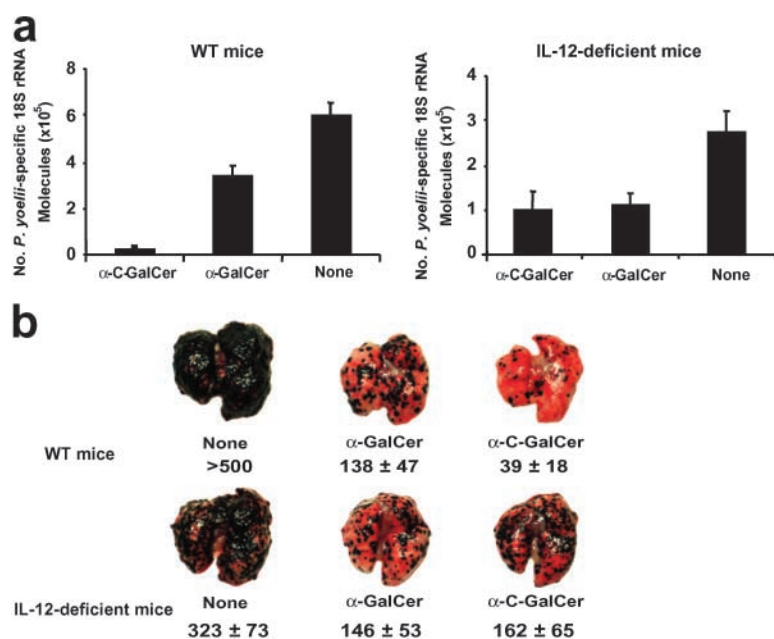 a
WT mice
No. P. yoelii-specific 18S rRNA
Molecules (x10⁵)
8
6
4
2
0
α-C-GalCer
α-GalCer
None
IL-12-deficient mice
No. P. yoelii-specific 18S rRNA
Molecules (x10⁵)
4
3
2
1
0
α-C-GalCer
α-GalCer
None
b
WT mice
None
α-GalCer
α-C-GalCer
>500
138 ± 47
39 ± 18
IL-12-deficient mice
None
α-GalCer
α-C-GalCer
323 ± 73
146 ± 53
162 ± 65